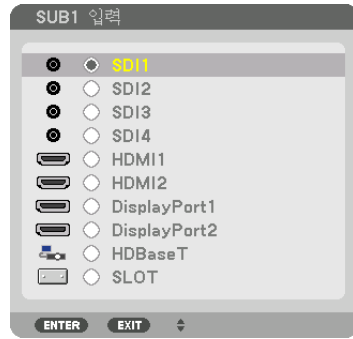 SUB1 입력
SDI1
SDI2
SDI3
SDI4
HDMI1
HDMI2
DisplayPort1
DisplayPort2
HDBaseT
SLOT
ENTER EXIT